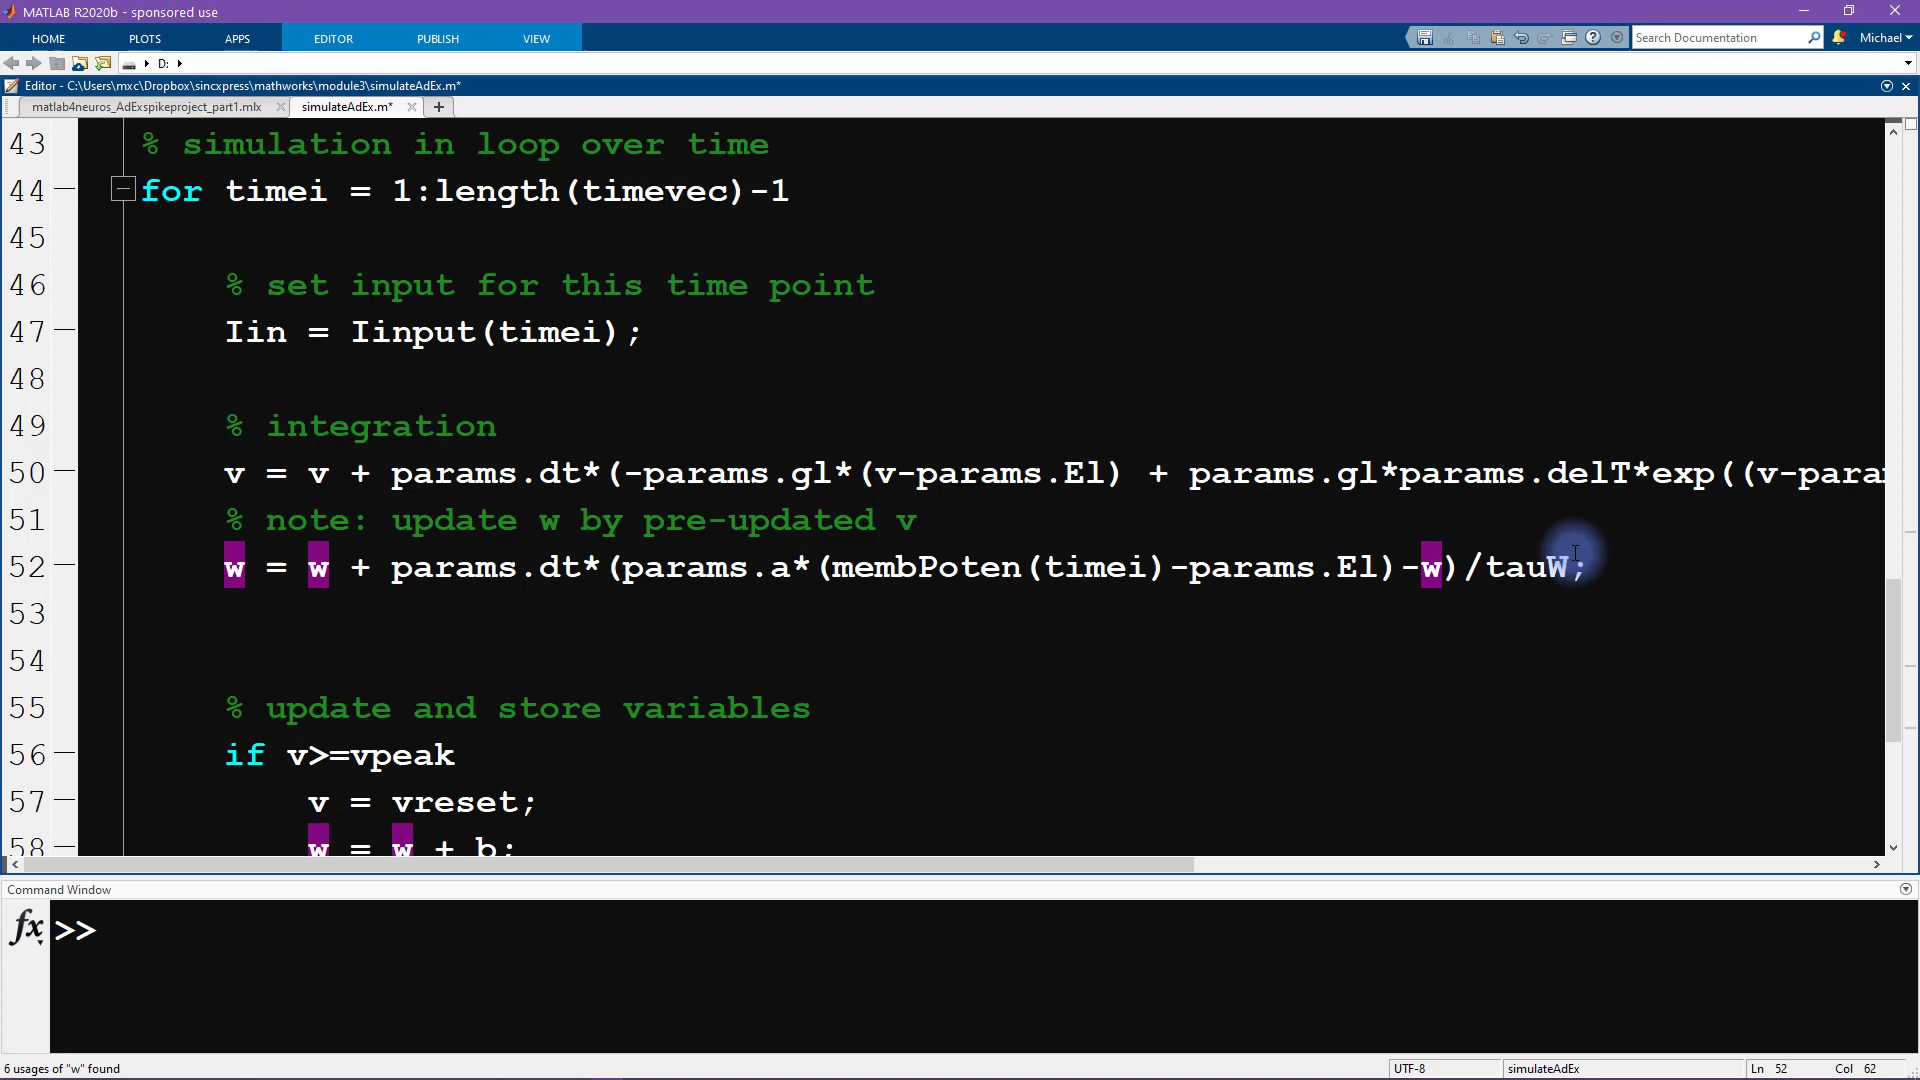 MATLAB R2020b - sponsored use
HOME PLOTS APPS EDITOR PUBLISH VIEW Search Documentation Michael
D:
Editor - C:\Users\mxc\Dropbox\sincxpress\mathworks\module3\simulateAdEx.m*
matlab4neuros_AdExspikeproject_part1.mlx simulateAdEx.m* +
43 % simulation in loop over time
44 for timei = 1:length(timevec)-1
45
46 % set input for this time point
47 Iin = Iinput(timei);
48
49 % integration
50 v = v + params.dt*(-params.gl*(v-params.El) + params.gl*params.delT*exp((v-para
51 % note: update w by pre-updated v
52 w = w + params.dt*(params.a*(membPoten(timei)-params.El)-w)/tauW;
53
54
55 % update and store variables
56 if v>=vpeak
57 v = vreset;
58 w = w + b;
Command Window
fx >>
6 usages of "w" found UTF-8 simulateAdEx Ln 52 Col 62